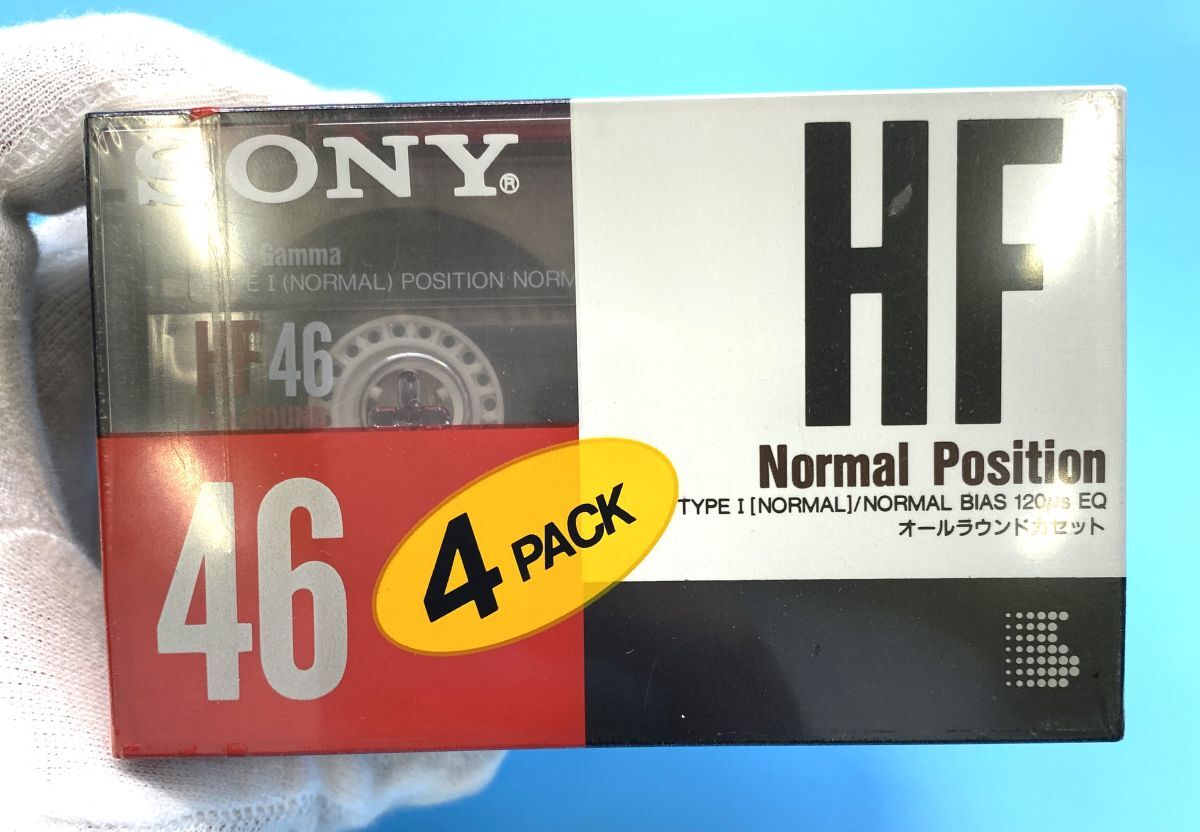 SONY®
HF
Gamma
E I (NORMAL) POSITION NORM
HF 46
SOUND
Normal Position
TYPE I [NORMAL]/NORMAL BIAS 120μs EQ
オールラウンドカセット
46
4 PACK